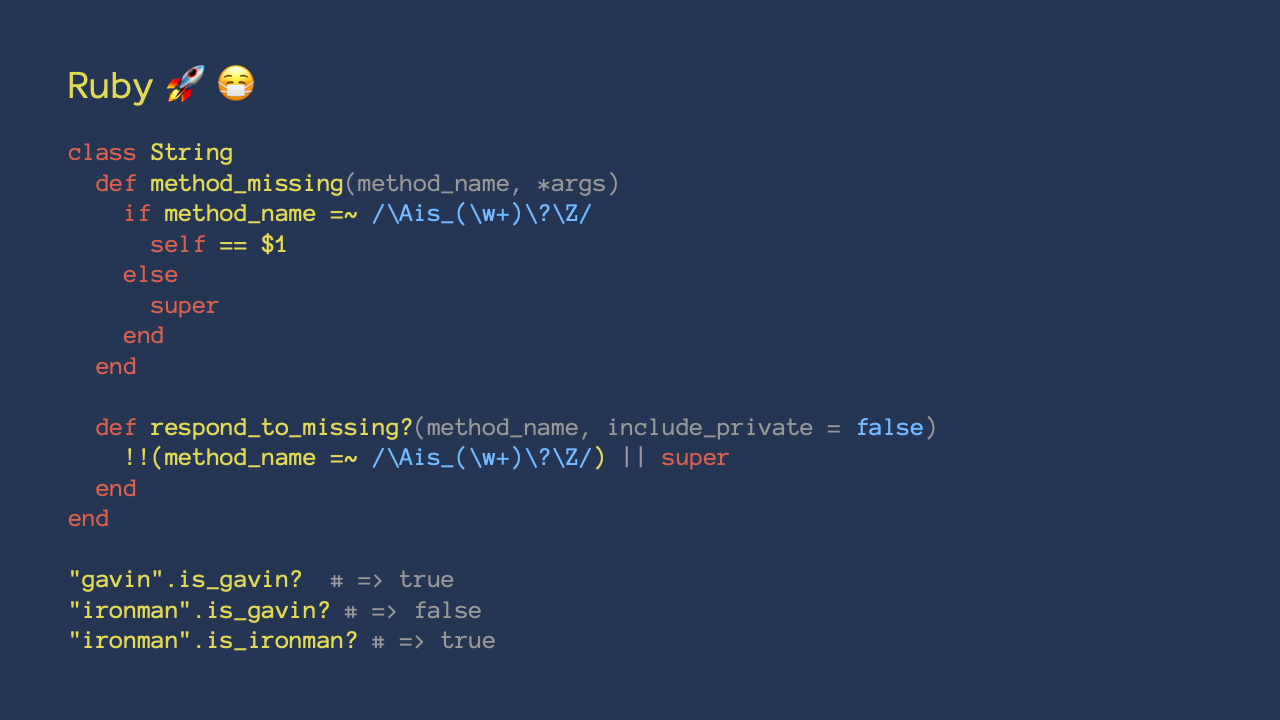 Ruby 🚀 😷
class String
  def method_missing(method_name, *args)
    if method_name =~ /\Ais_(\w+)\?\Z/
      self == $1
    else
      super
    end
  end

  def respond_to_missing?(method_name, include_private = false)
    !!(method_name =~ /\Ais_(\w+)\?\Z/) || super
  end
end

"gavin".is_gavin?  # => true
"ironman".is_gavin? # => false
"ironman".is_ironman? # => true